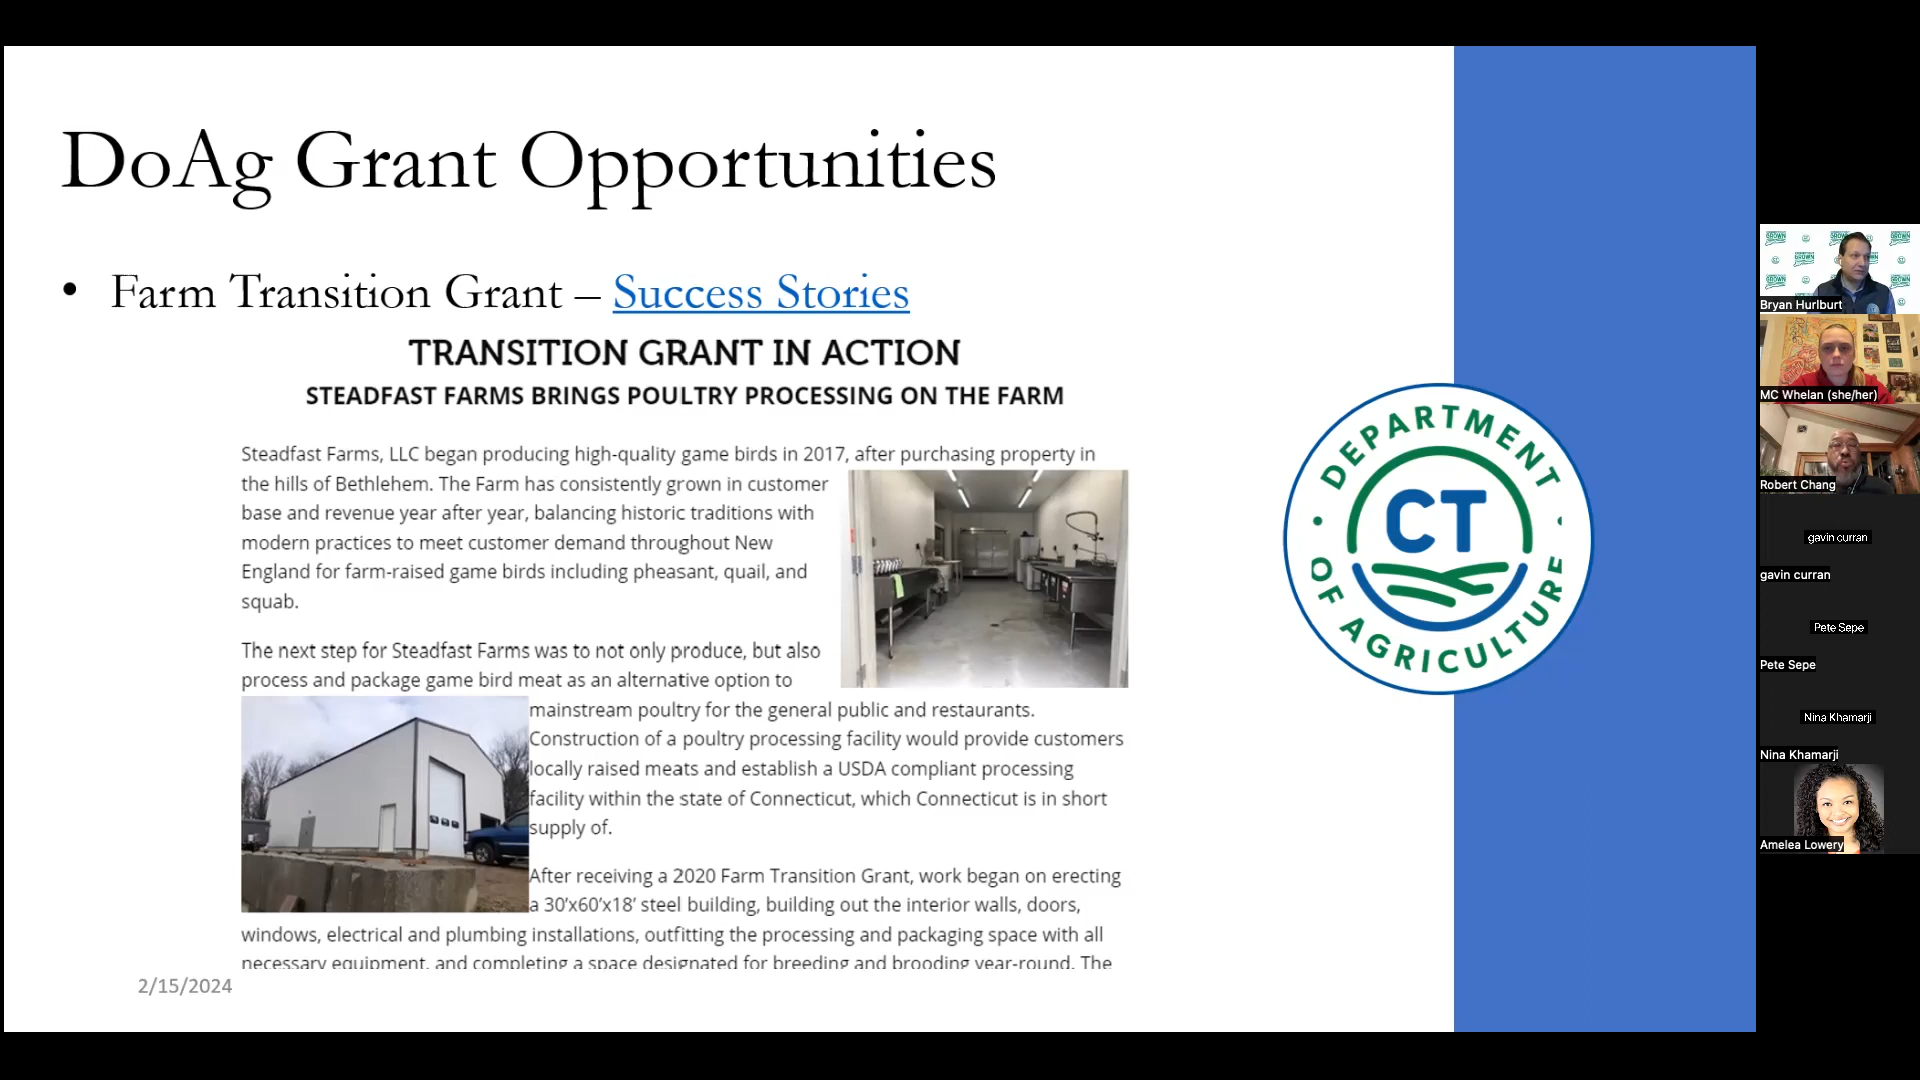 DoAg Grant Opportunities
• Farm Transition Grant – Success Stories
TRANSITION GRANT IN ACTION
STEADFAST FARMS BRINGS POULTRY PROCESSING ON THE FARM
Steadfast Farms, LLC began producing high-quality game birds in 2017, after purchasing property in
the hills of Bethlehem. The Farm has consistently grown in customer
base and revenue year after year, balancing historic traditions with
modern practices to meet customer demand throughout New
England for farm-raised game birds including pheasant, quail, and
squab.
The next step for Steadfast Farms was to not only produce, but also
process and package game bird meat as an alternative option to
mainstream poultry for the general public and restaurants.
Construction of a poultry processing facility would provide customers
locally raised meats and establish a USDA compliant processing
facility within the state of Connecticut, which Connecticut is in short
supply of.
After receiving a 2020 Farm Transition Grant, work began on erecting
a 30’x60’x18’ steel building, building out the interior walls, doors,
windows, electrical and plumbing installations, outfitting the processing and packaging space with all
necessary equipment, and completing a space designated for breeding and brooding year-round. The
2/15/2024
DEPARTMENT
CT
OF AGRICULTURE
Bryan Hurlburt
MC Whelan (she/her)
Robert Chang
gavin curran
gavin curran
Pete Sepe
Pete Sepe
Nina Khamarji
Nina Khamarji
Amelea Lowery